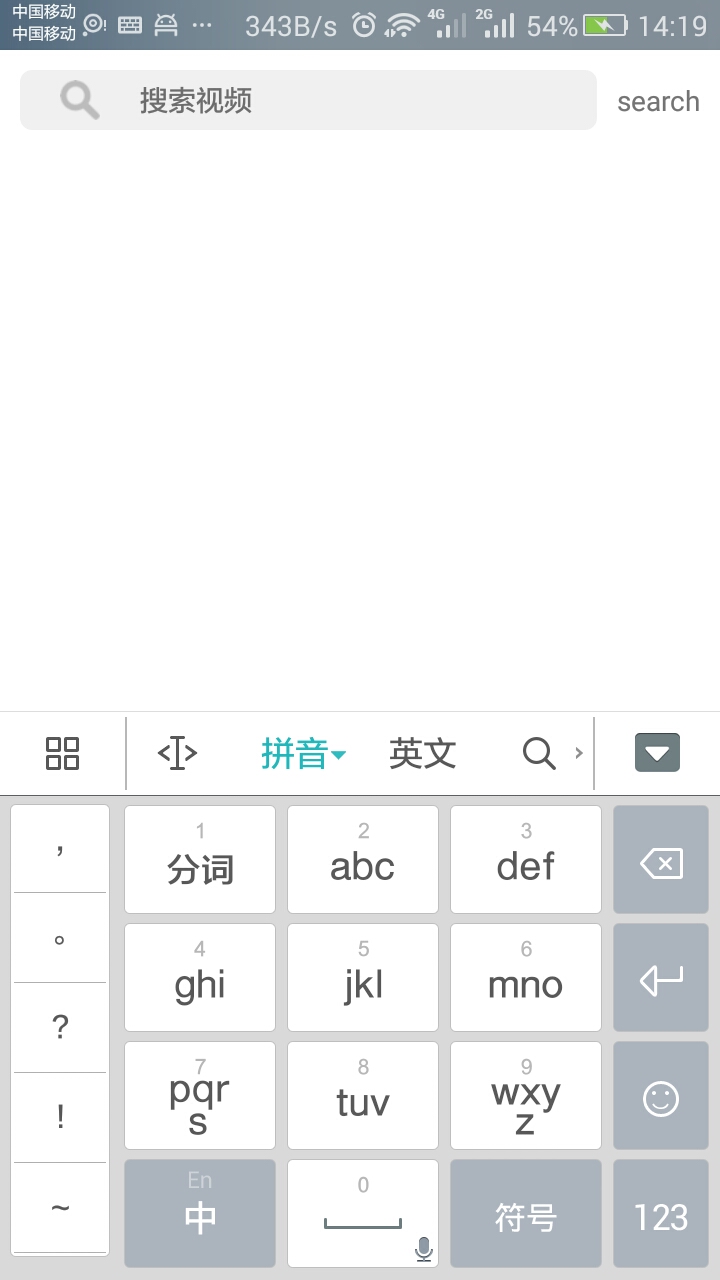 中国移动
中国移动
343B/s 4G 2G 54% 14:19
搜索视频 search
拼音 英文
, 1 分词 2 abc 3 def
。 4 ghi 5 jkl 6 mno
? 7 pqrs 8 tuv 9 wxyz
!
~ En 中 0 符号 123